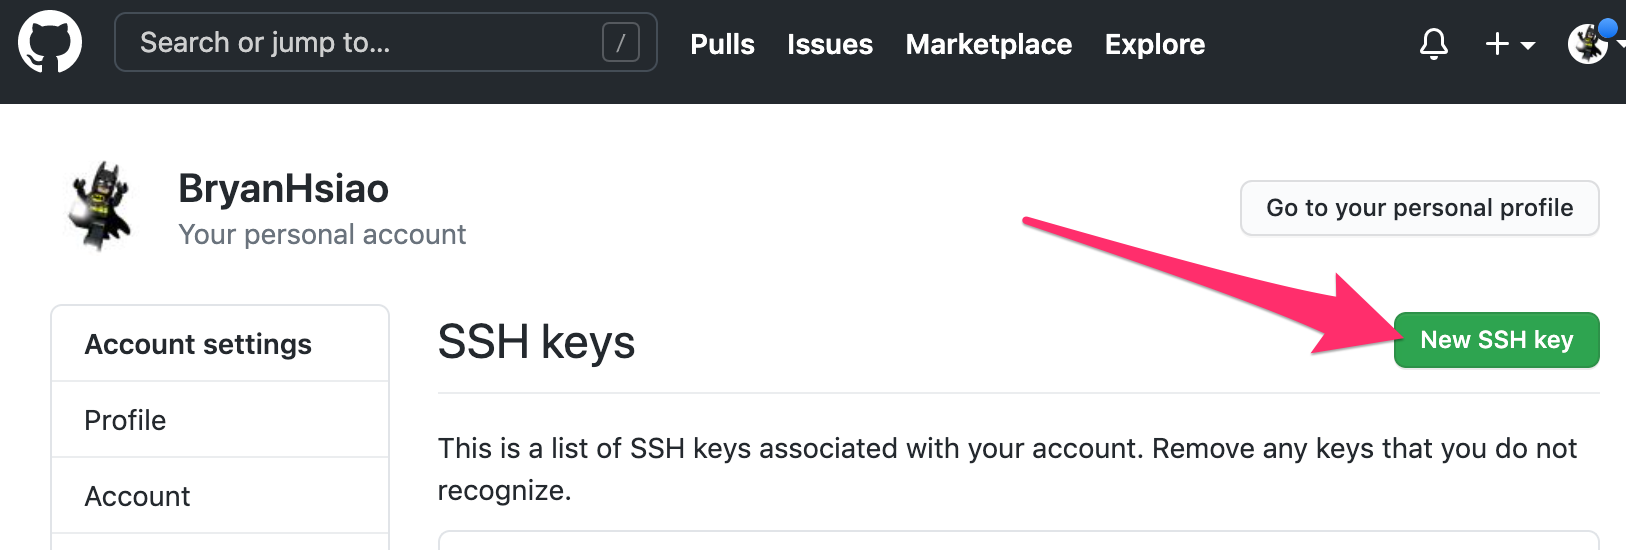 Search or jump to... /
Pulls
Issues
Marketplace
Explore
BryanHsiao
Your personal account
Go to your personal profile
Account settings
Profile
Account
SSH keys
New SSH key
This is a list of SSH keys associated with your account. Remove any keys that you do not
recognize.